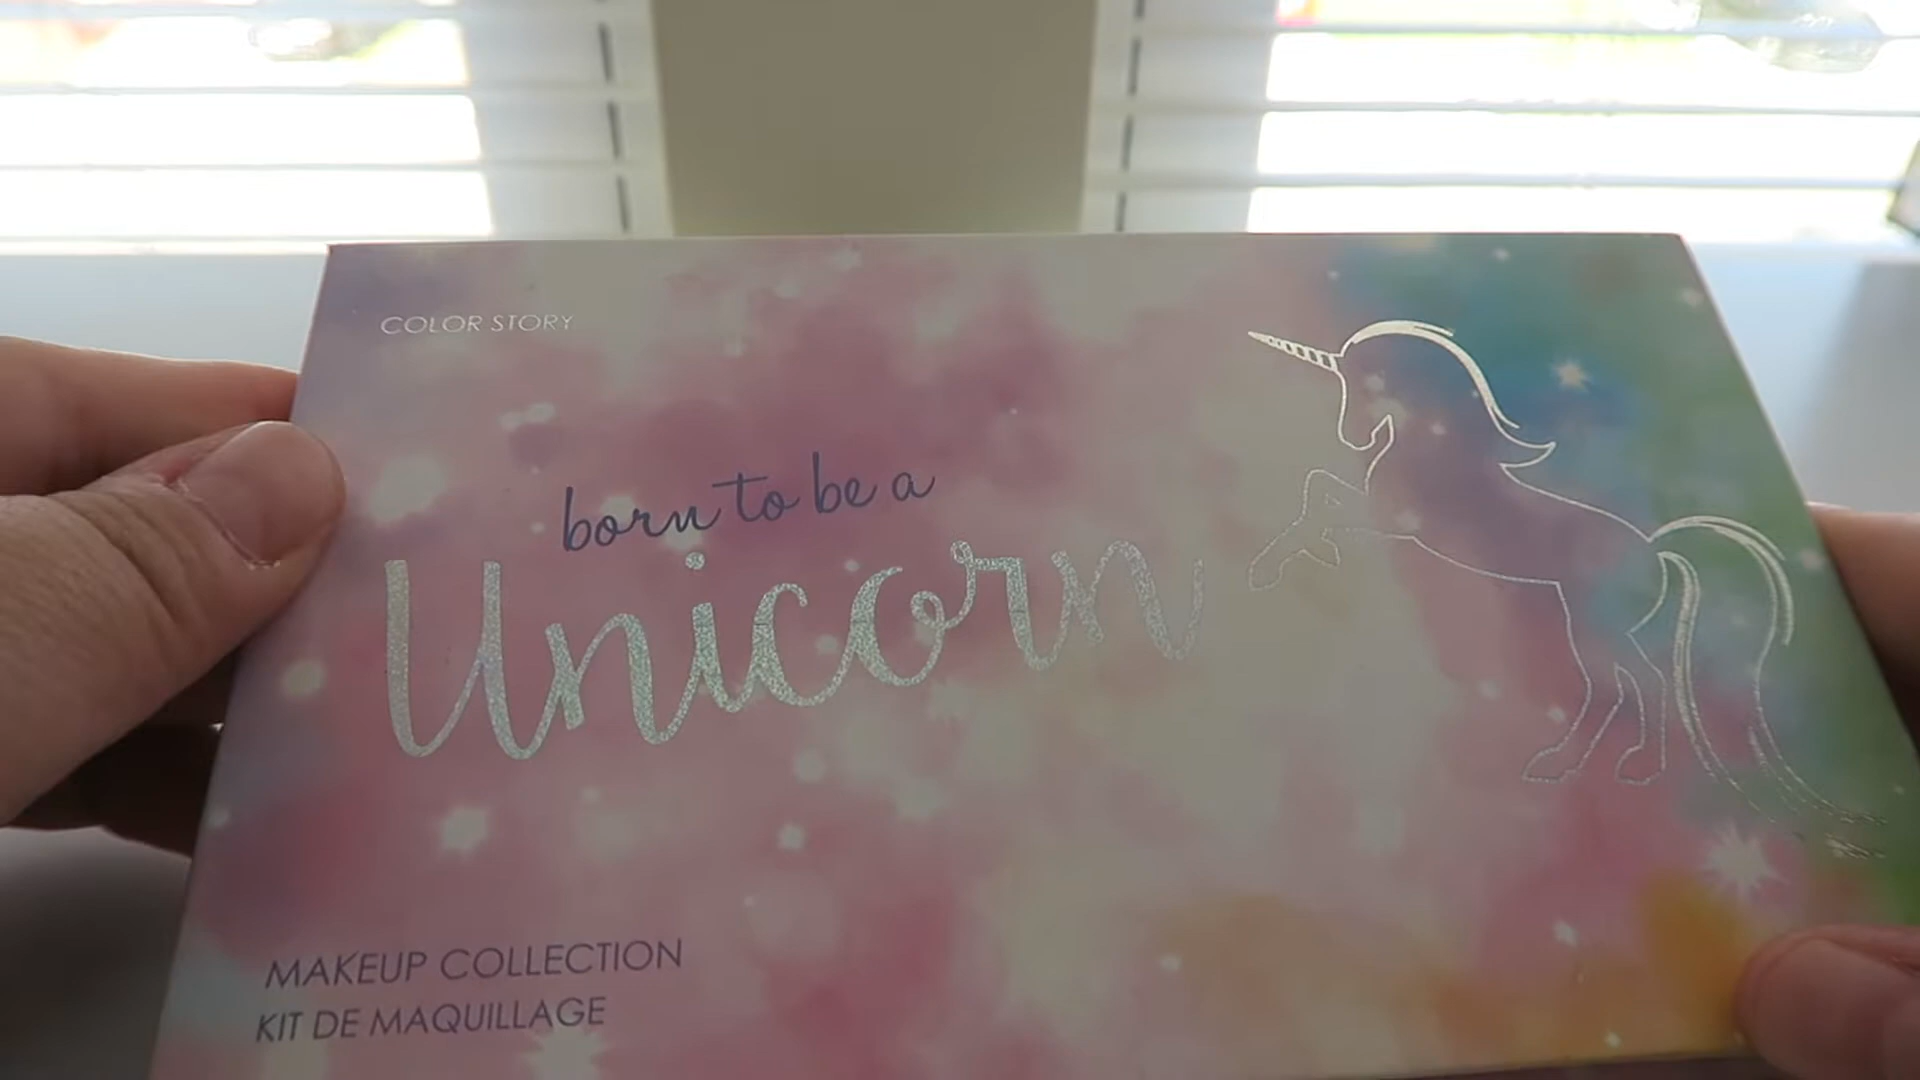 COLOR STORY
born to be a
Unicorn
MAKEUP COLLECTION
KIT DE MAQUILLAGE